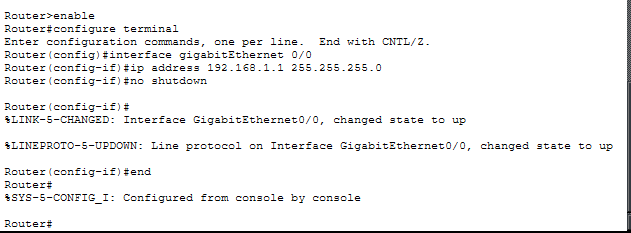 Router>enable
Router#configure terminal
Enter configuration commands, one per line.  End with CNTL/Z.
Router(config)#interface gigabitEthernet 0/0
Router(config-if)#ip address 192.168.1.1 255.255.255.0
Router(config-if)#no shutdown
Router(config-if)#
%LINK-5-CHANGED: Interface GigabitEthernet0/0, changed state to up
%LINEPROTO-5-UPDOWN: Line protocol on Interface GigabitEthernet0/0, changed state to up
Router(config-if)#end
Router#
%SYS-5-CONFIG_I: Configured from console by console
Router#